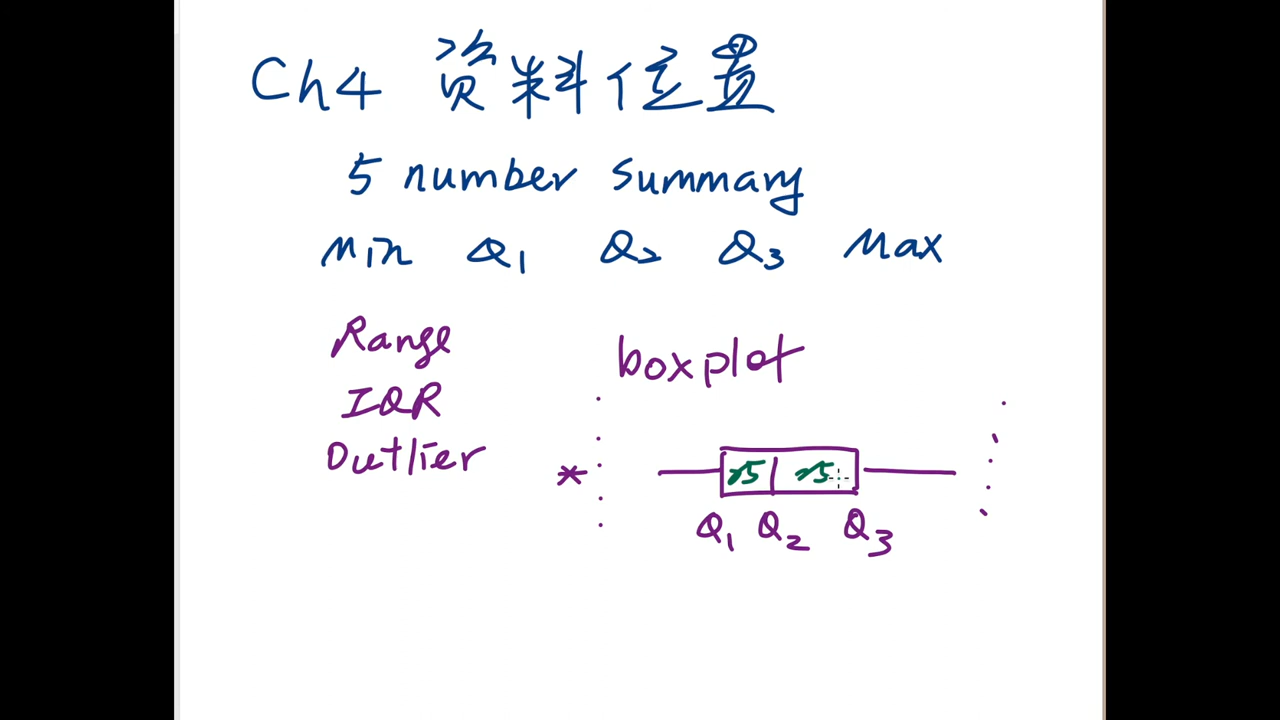 Ch4 资料位置
5 number summary
Min Q1 Q2 Q3 Max
Range
IQR
Outlier
boxplot
*
25 25
Q1 Q2 Q3